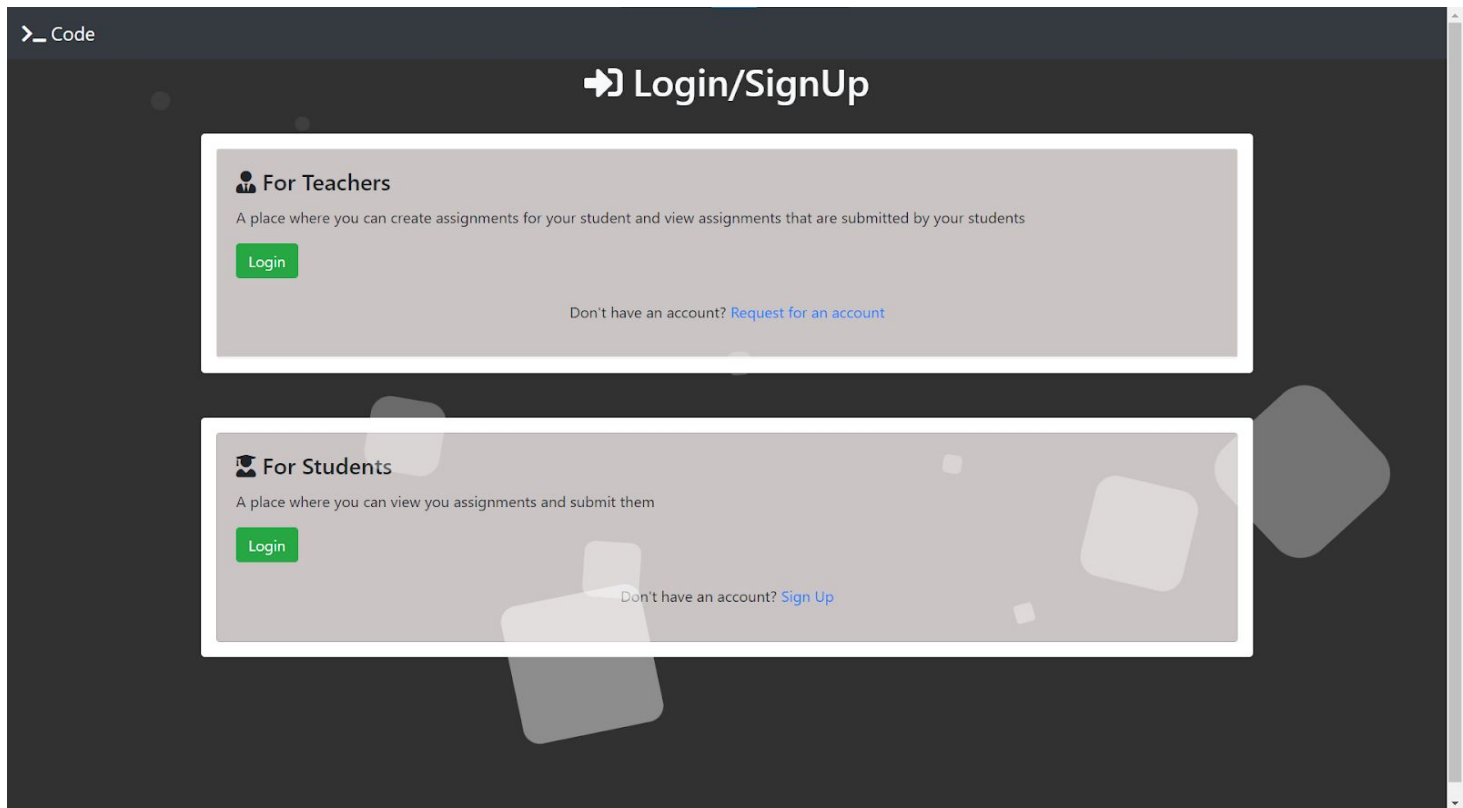 Code
Login/SignUp
For Teachers
A place where you can create assignments for your student and view assignments that are submitted by your students
Login
Don't have an account? Request for an account
For Students
A place where you can view you assignments and submit them
Login
Don't have an account? Sign Up